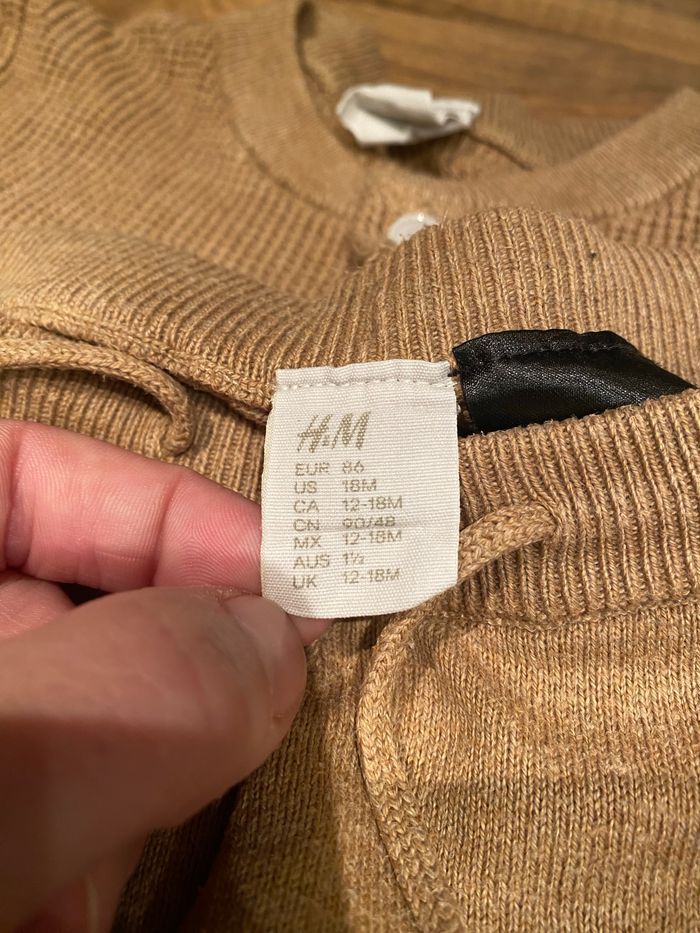 H&M
EUR 86
US 18M
CA 12-18M
CN 90/48
MX 12-18M
AUS 1½
UK 12-18M